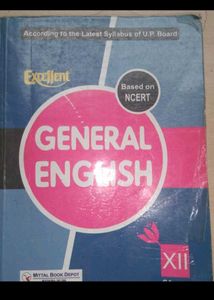 According to the Latest Syllabus of U.P. Board
Excellent
Based on
NCERT
GENERAL
ENGLISH
XII
MITTAL BOOK DEPOT